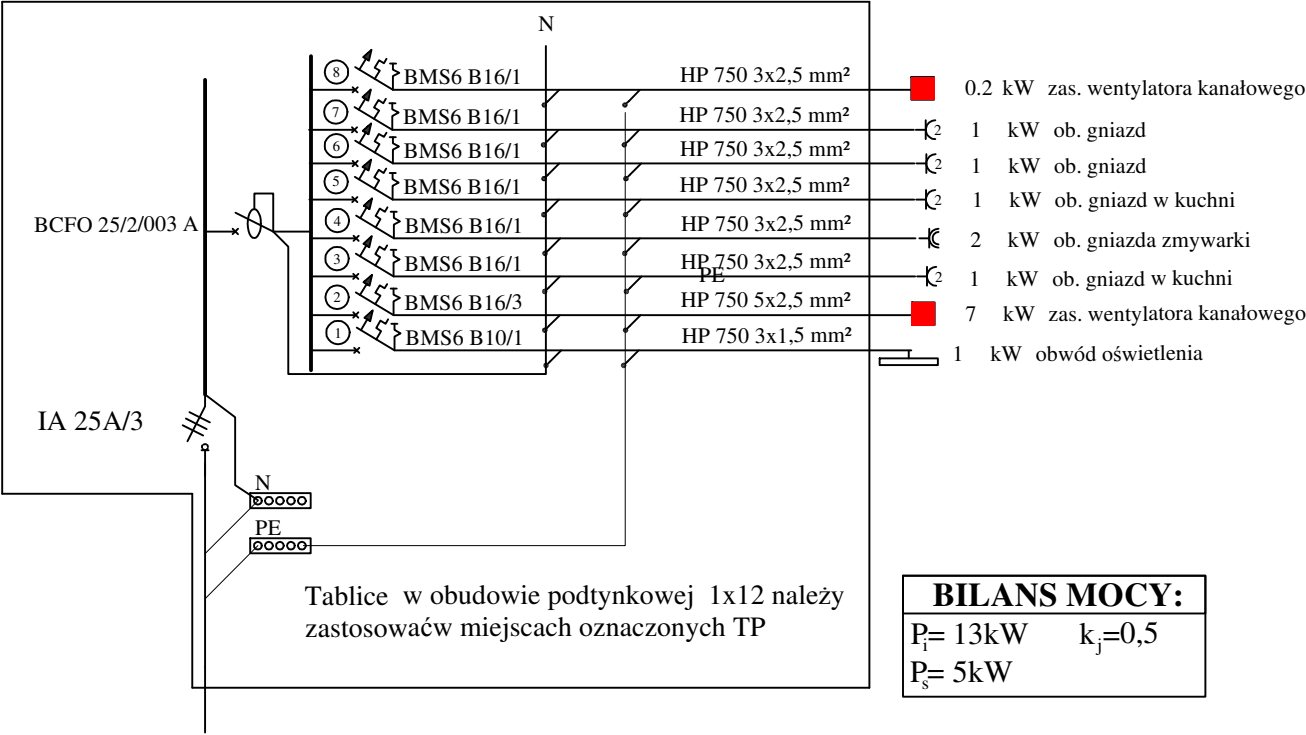 N
8 BMS6 B16/1 HP 750 3x2,5 mm² 0.2 kW zas. wentylatora kanałowego
7 BMS6 B16/1 HP 750 3x2,5 mm² 2 1 kW ob. gniazd
6 BMS6 B16/1 HP 750 3x2,5 mm² 2 1 kW ob. gniazd
5 BMS6 B16/1 HP 750 3x2,5 mm² 2 1 kW ob. gniazd w kuchni
BCFO 25/2/003 A
4 BMS6 B16/1 HP 750 3x2,5 mm² 2 kW ob. gniazda zmywarki
3 BMS6 B16/1 HP 750 3x2,5 mm² 2 1 kW ob. gniazd w kuchni
PE
2 BMS6 B16/3 HP 750 5x2,5 mm² 7 kW zas. wentylatora kanałowego
1 BMS6 B10/1 HP 750 3x1,5 mm² 1 kW obwód oświetlenia
IA 25A/3
N
PE
Tablice w obudowie podtynkowej 1x12 należy
zastosowaćw miejscach oznaczonych TP
BILANS MOCY:
Pi= 13kW kj=0,5
Ps= 5kW